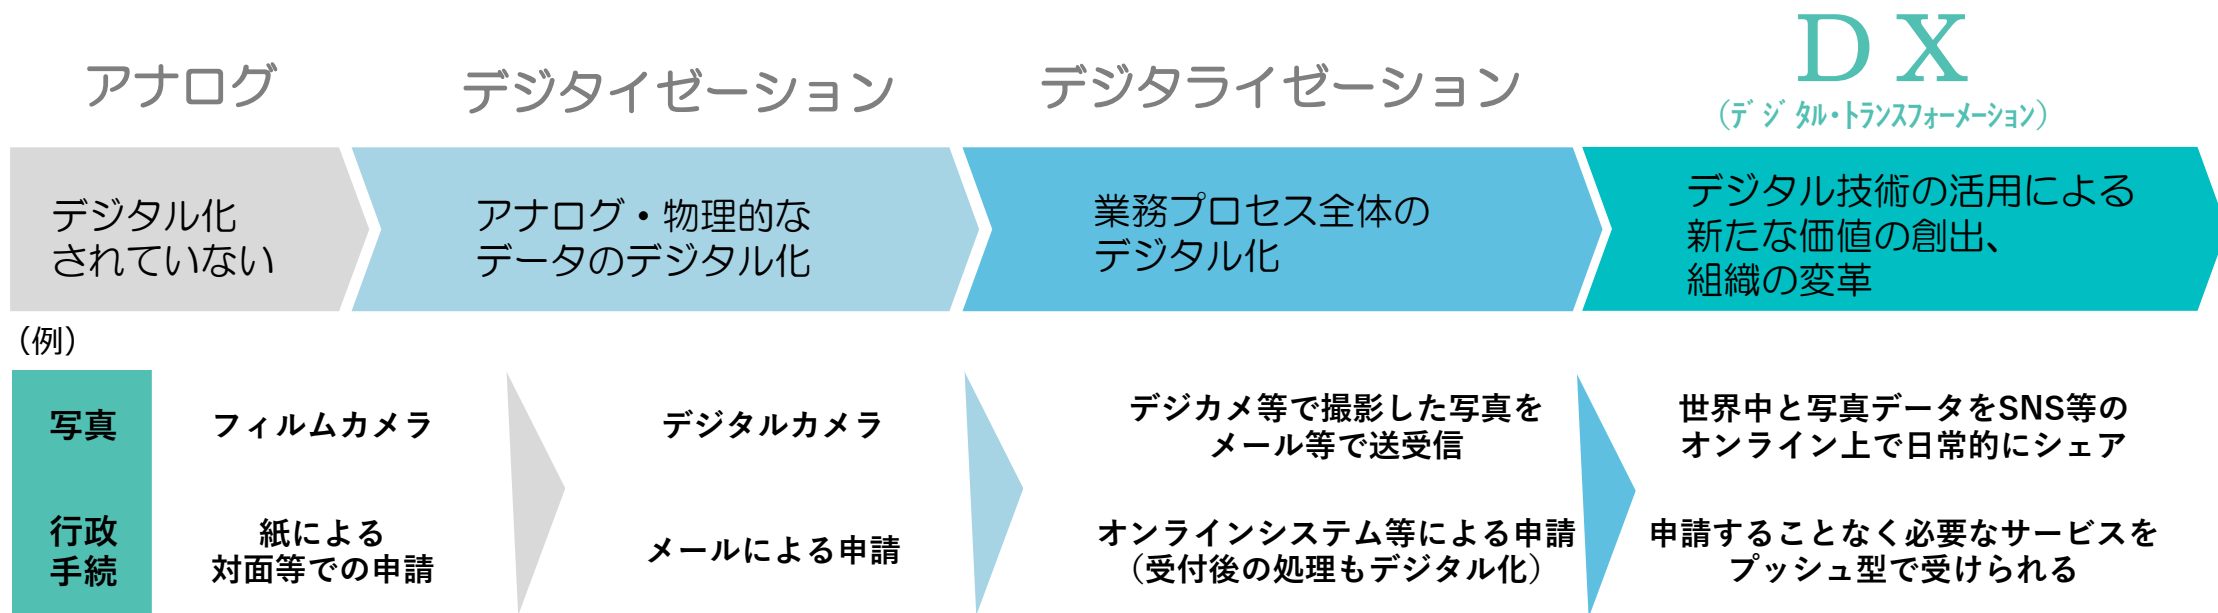 アナログ
デジタイゼーション
デジタライゼーション
DX
(ﾃﾞｼﾞﾀﾙ・ﾄﾗﾝｽﾌｫｰﾒｰｼｮﾝ)
デジタル化
されていない
アナログ・物理的な
データのデジタル化
業務プロセス全体の
デジタル化
デジタル技術の活用による
新たな価値の創出、
組織の変革
（例）
写真
フィルムカメラ
デジタルカメラ
デジカメ等で撮影した写真を
メール等で送受信
世界中と写真データをSNS等の
オンライン上で日常的にシェア
行政
手続
紙による
対面等での申請
メールによる申請
オンラインシステム等による申請
（受付後の処理もデジタル化）
申請することなく必要なサービスを
プッシュ型で受けられる